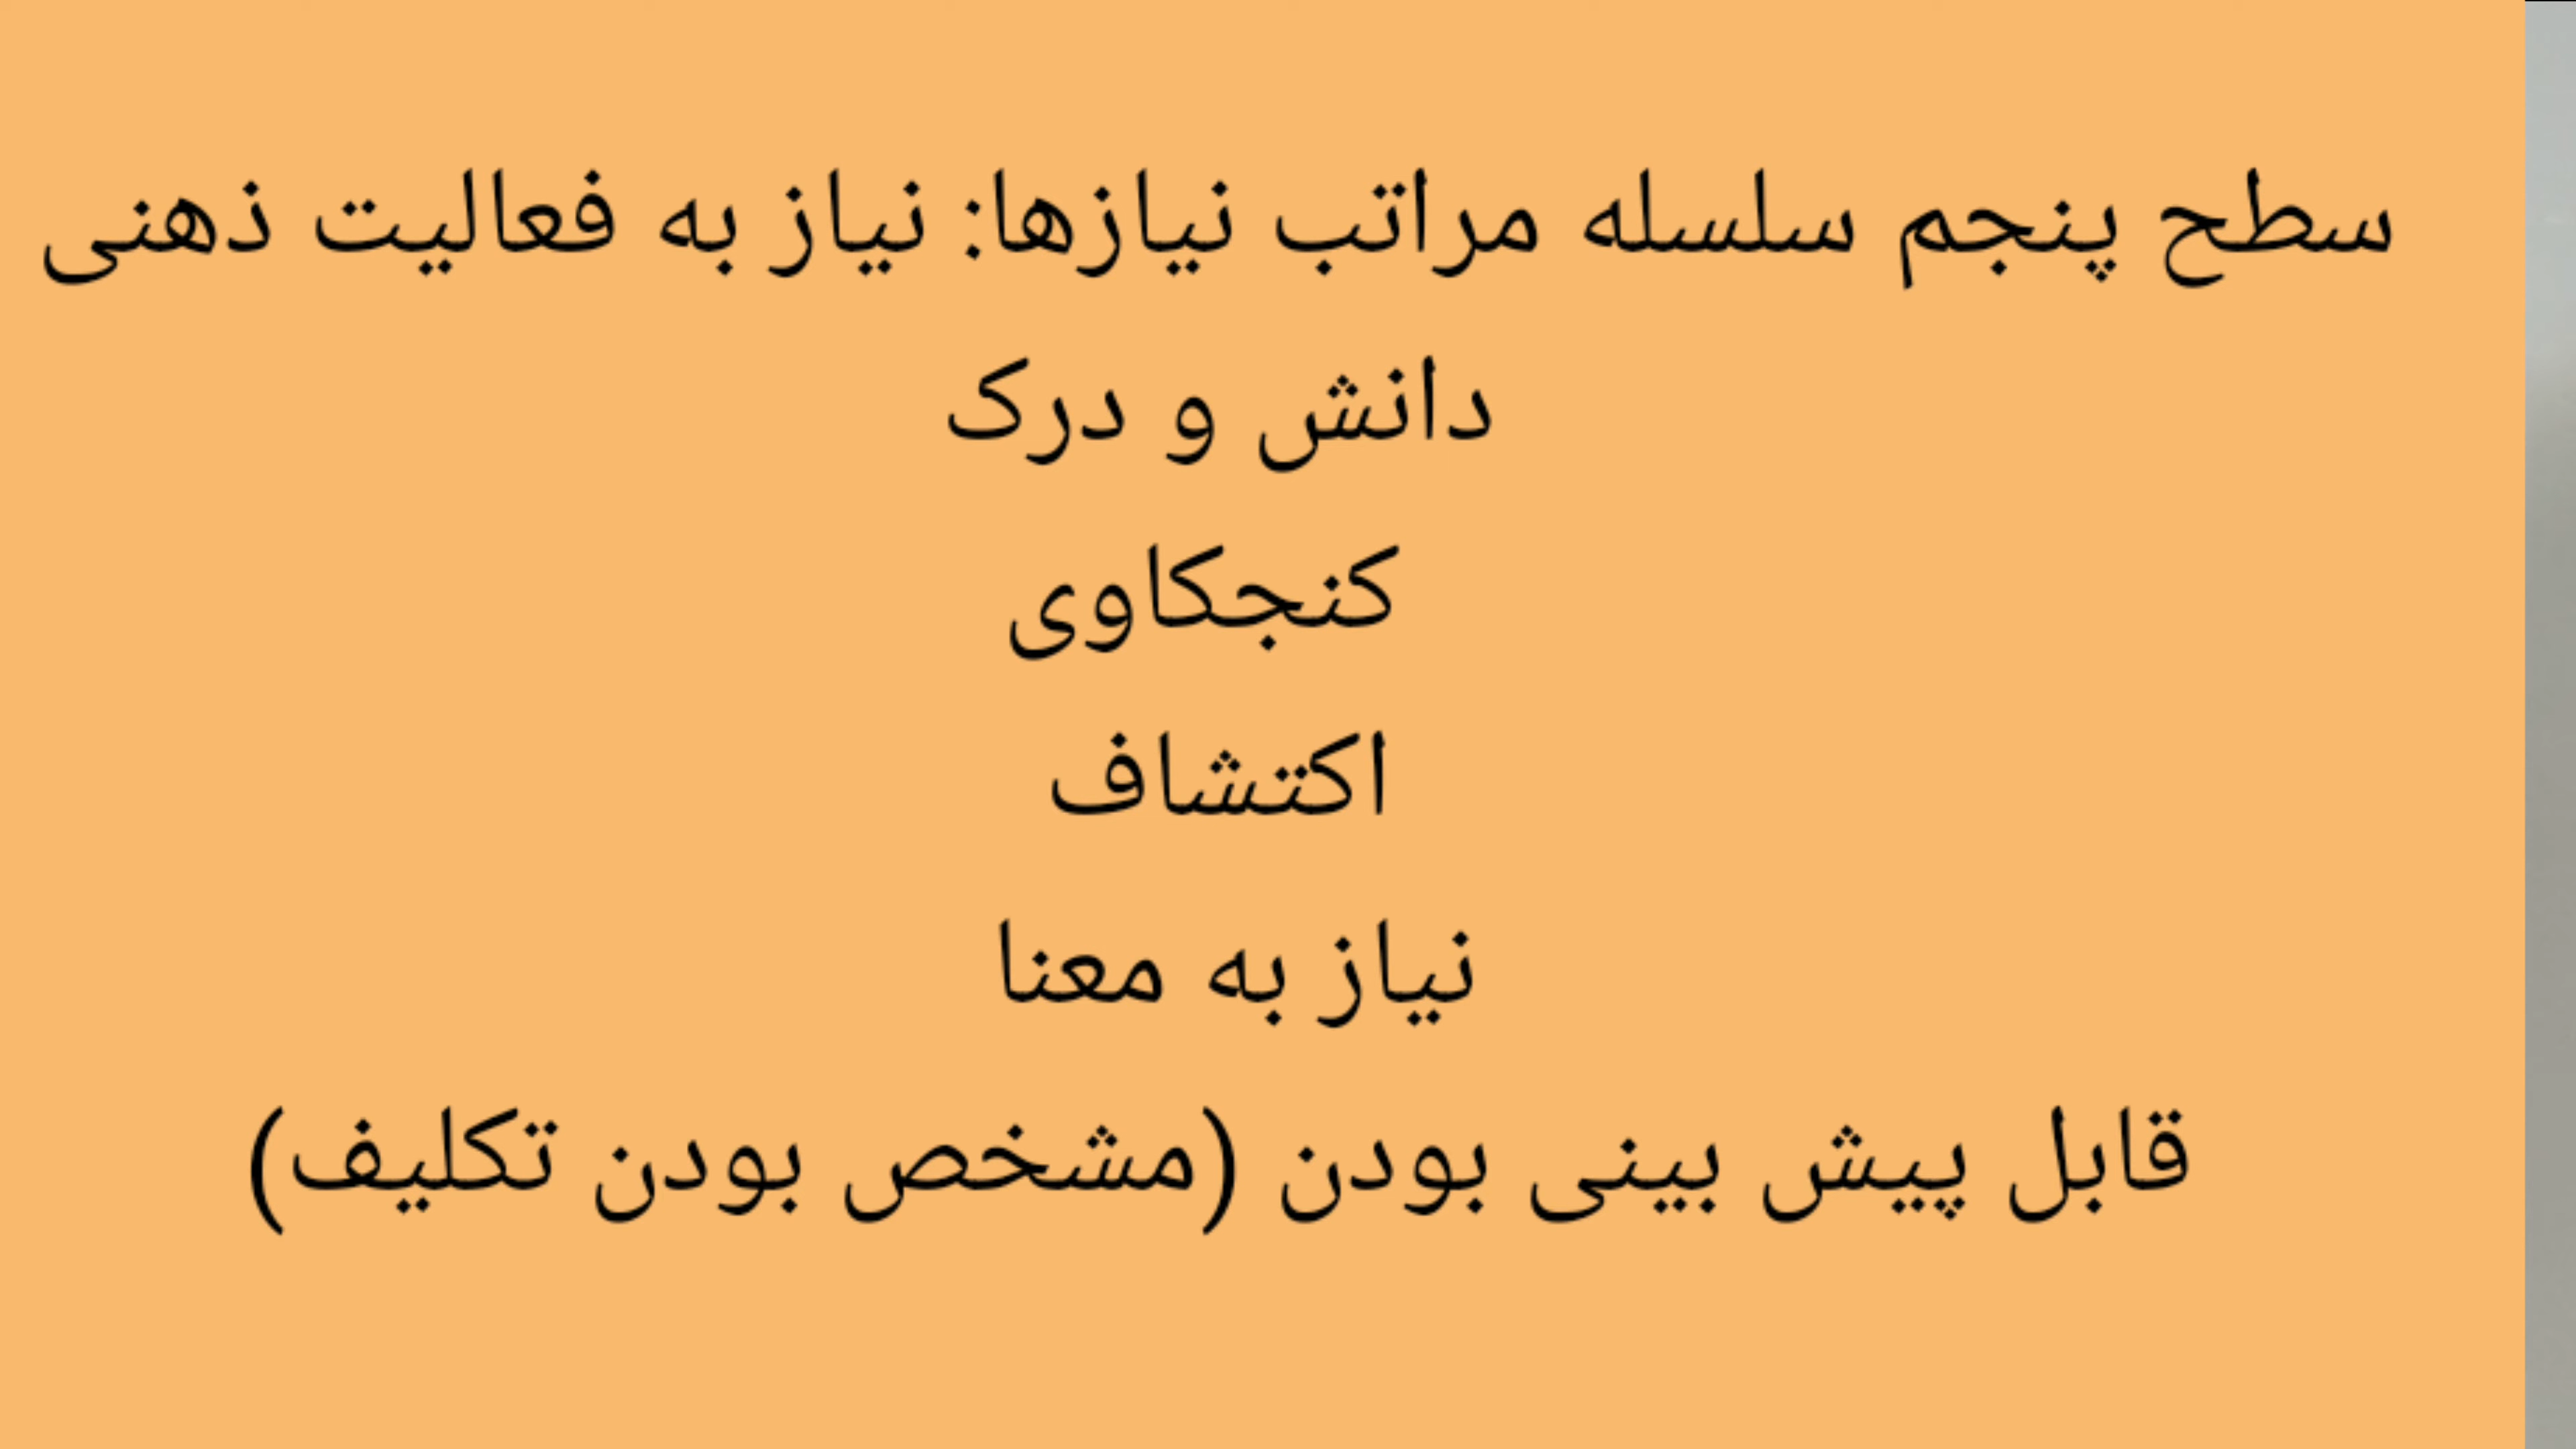 سطح پنجم سلسله مراتب نیازها: نیاز به فعالیت ذهنی
دانش و درک
کنجکاوی
اکتشاف
نیاز به معنا
قابل پیش بینی بودن (مشخص بودن تکلیف)